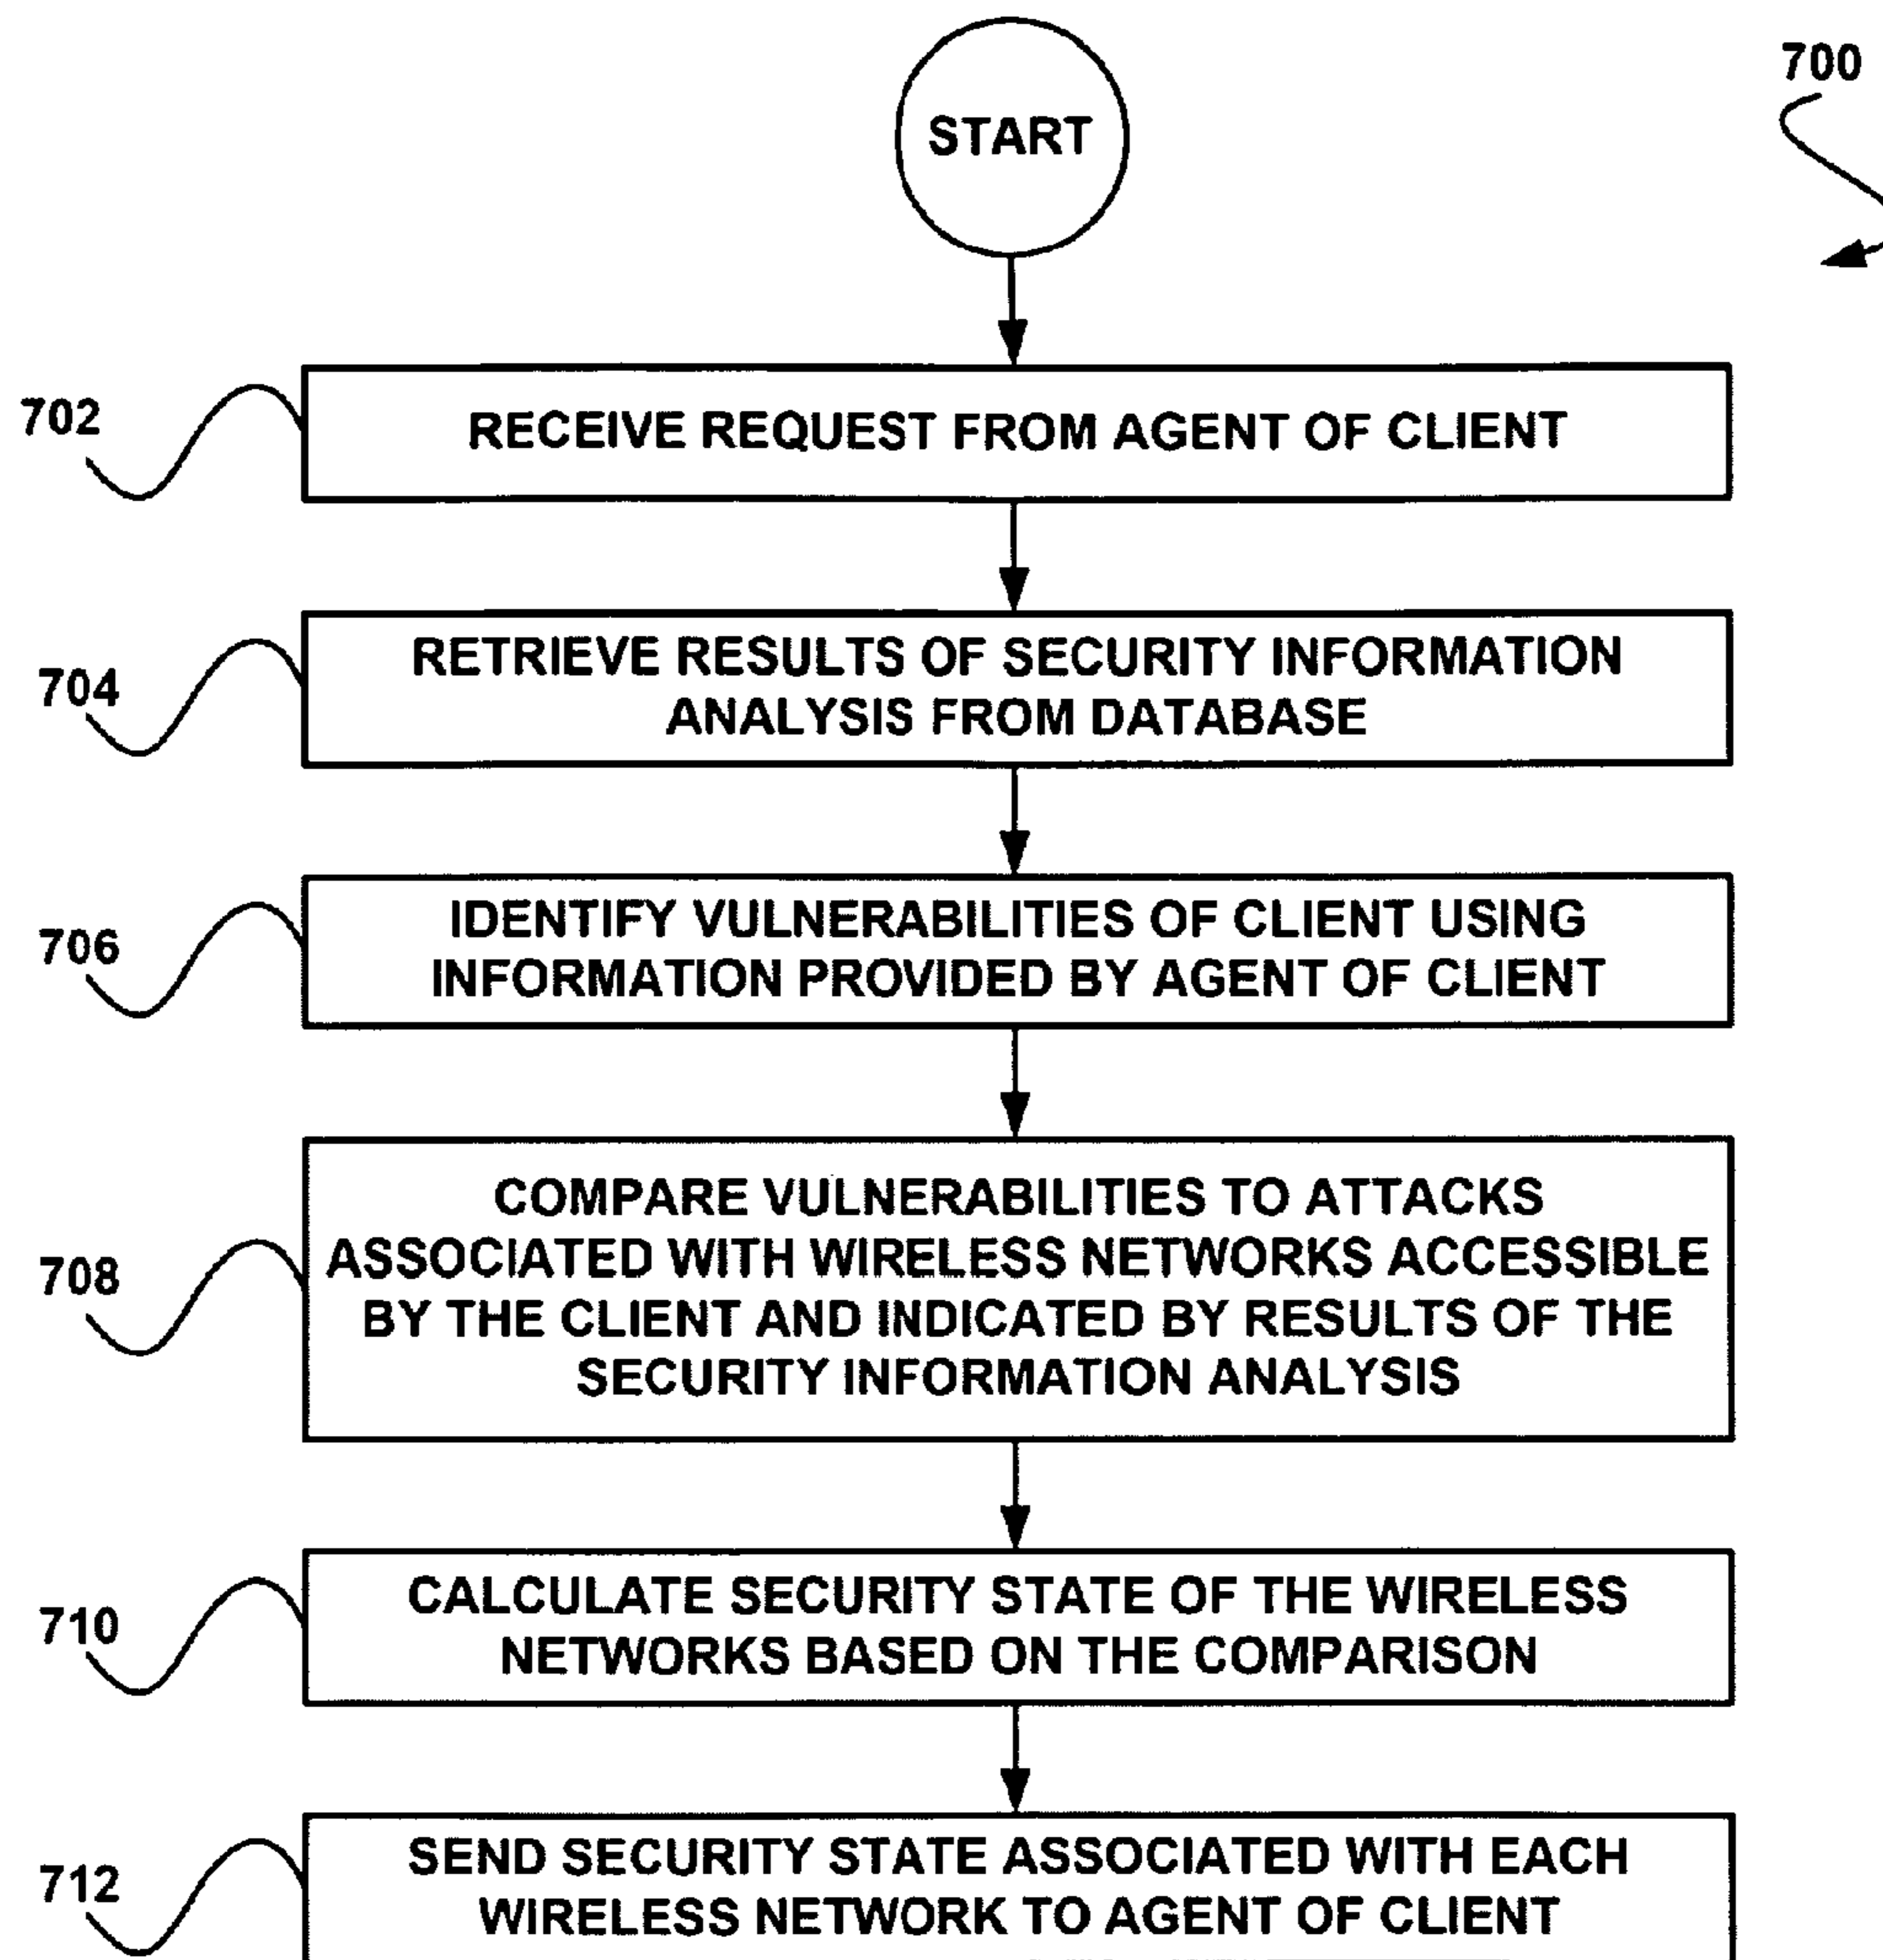 START
700
702
RECEIVE REQUEST FROM AGENT OF CLIENT
704
RETRIEVE RESULTS OF SECURITY INFORMATION
ANALYSIS FROM DATABASE
706
IDENTIFY VULNERABILITIES OF CLIENT USING
INFORMATION PROVIDED BY AGENT OF CLIENT
708
COMPARE VULNERABILITIES TO ATTACKS
ASSOCIATED WITH WIRELESS NETWORKS ACCESSIBLE
BY THE CLIENT AND INDICATED BY RESULTS OF THE
SECURITY INFORMATION ANALYSIS
710
CALCULATE SECURITY STATE OF THE WIRELESS
NETWORKS BASED ON THE COMPARISON
712
SEND SECURITY STATE ASSOCIATED WITH EACH
WIRELESS NETWORK TO AGENT OF CLIENT